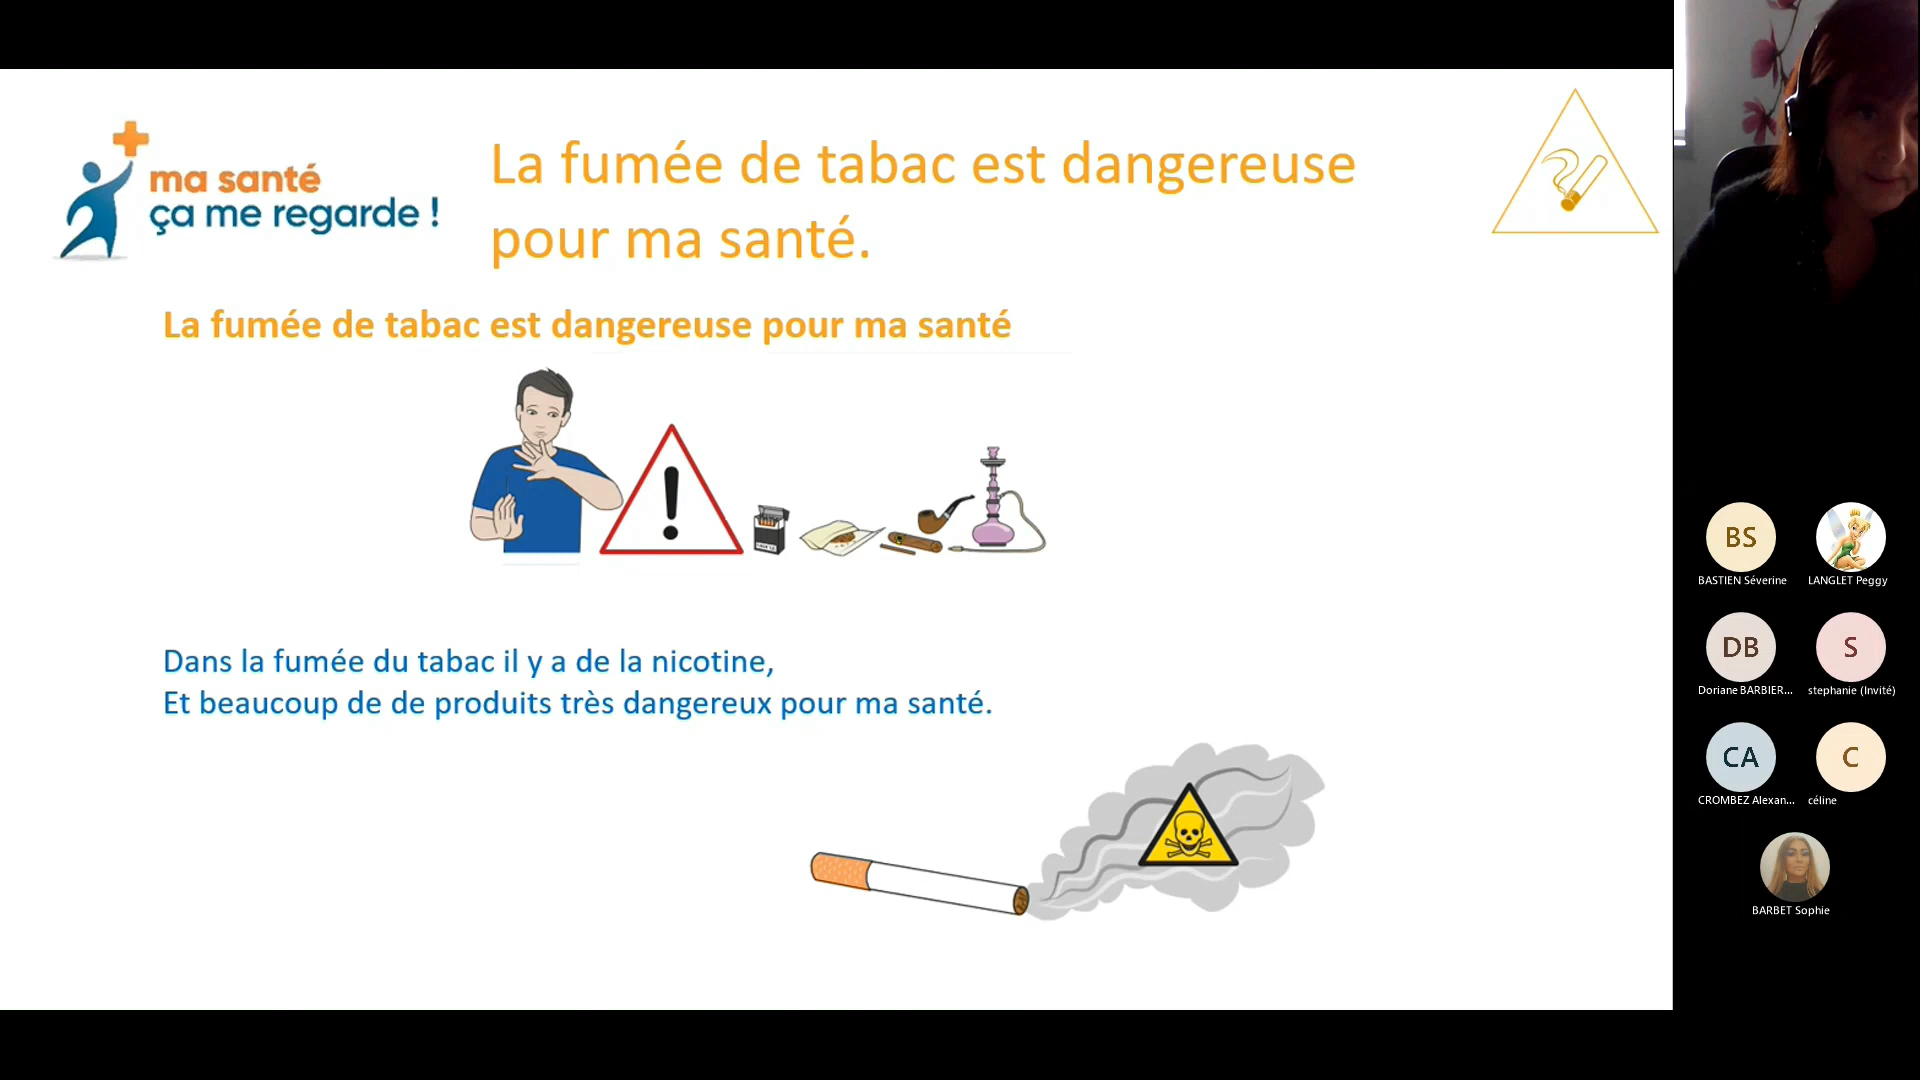 ma santé
ça me regarde !
La fumée de tabac est dangereuse
pour ma santé.
La fumée de tabac est dangereuse pour ma santé
Dans la fumée du tabac il y a de la nicotine,
Et beaucoup de de produits très dangereux pour ma santé.
BS
BASTIEN Séverine
LANGLET Peggy
DB
Doriane BARBIER...
S
stephanie (Invité)
CA
CROMBEZ Alexan...
C
céline
BARBET Sophie